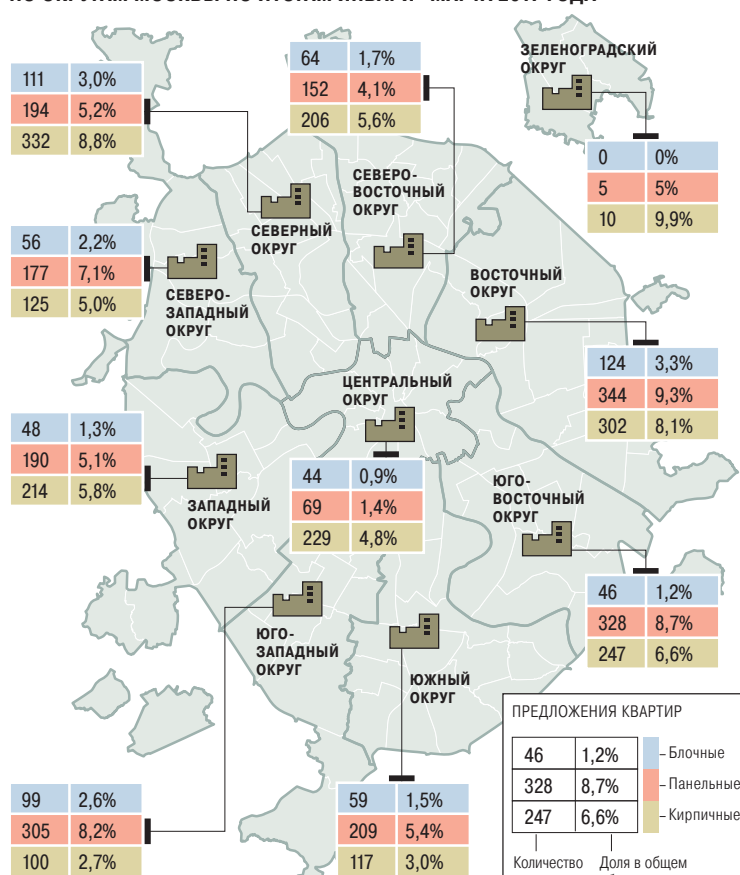 111 3,0%
194 5,2%
332 8,8%
64 1,7%
152 4,1%
206 5,6%
ЗЕЛЕНОГРАДСКИЙ
ОКРУГ
0 0%
5 5%
10 9,9%
СЕВЕРНЫЙ
ОКРУГ
СЕВЕРО-
ВОСТОЧНЫЙ
ОКРУГ
56 2,2%
177 7,1%
125 5,0%
СЕВЕРО-
ЗАПАДНЫЙ
ОКРУГ
ВОСТОЧНЫЙ
ОКРУГ
124 3,3%
344 9,3%
302 8,1%
ЦЕНТРАЛЬНЫЙ
ОКРУГ
44 0,9%
69 1,4%
229 4,8%
48 1,3%
190 5,1%
214 5,8%
ЗАПАДНЫЙ
ОКРУГ
ЮГО-
ВОСТОЧНЫЙ
ОКРУГ
46 1,2%
328 8,7%
247 6,6%
ЮГО-
ЗАПАДНЫЙ
ОКРУГ
ЮЖНЫЙ
ОКРУГ
99 2,6%
305 8,2%
100 2,7%
59 1,5%
209 5,4%
117 3,0%
ПРЕДЛОЖЕНИЯ КВАРТИР
46 1,2% – Блочные
328 8,7% – Панельные
247 6,6% – Кирпичные
Количество Доля в общем